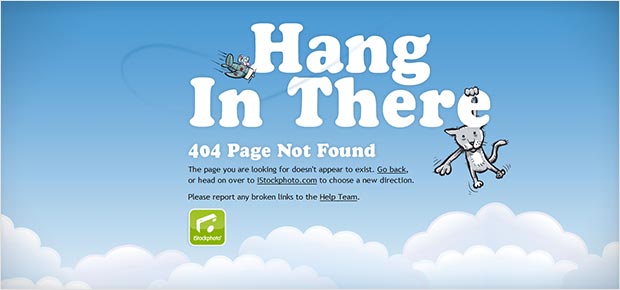 Hang
In There
404 Page Not Found
The page you are looking for doesn't appear to exist. Go back,
or head on over to iStockphoto.com to choose a new direction.
Please report any broken links to the Help Team.
iStockphoto®